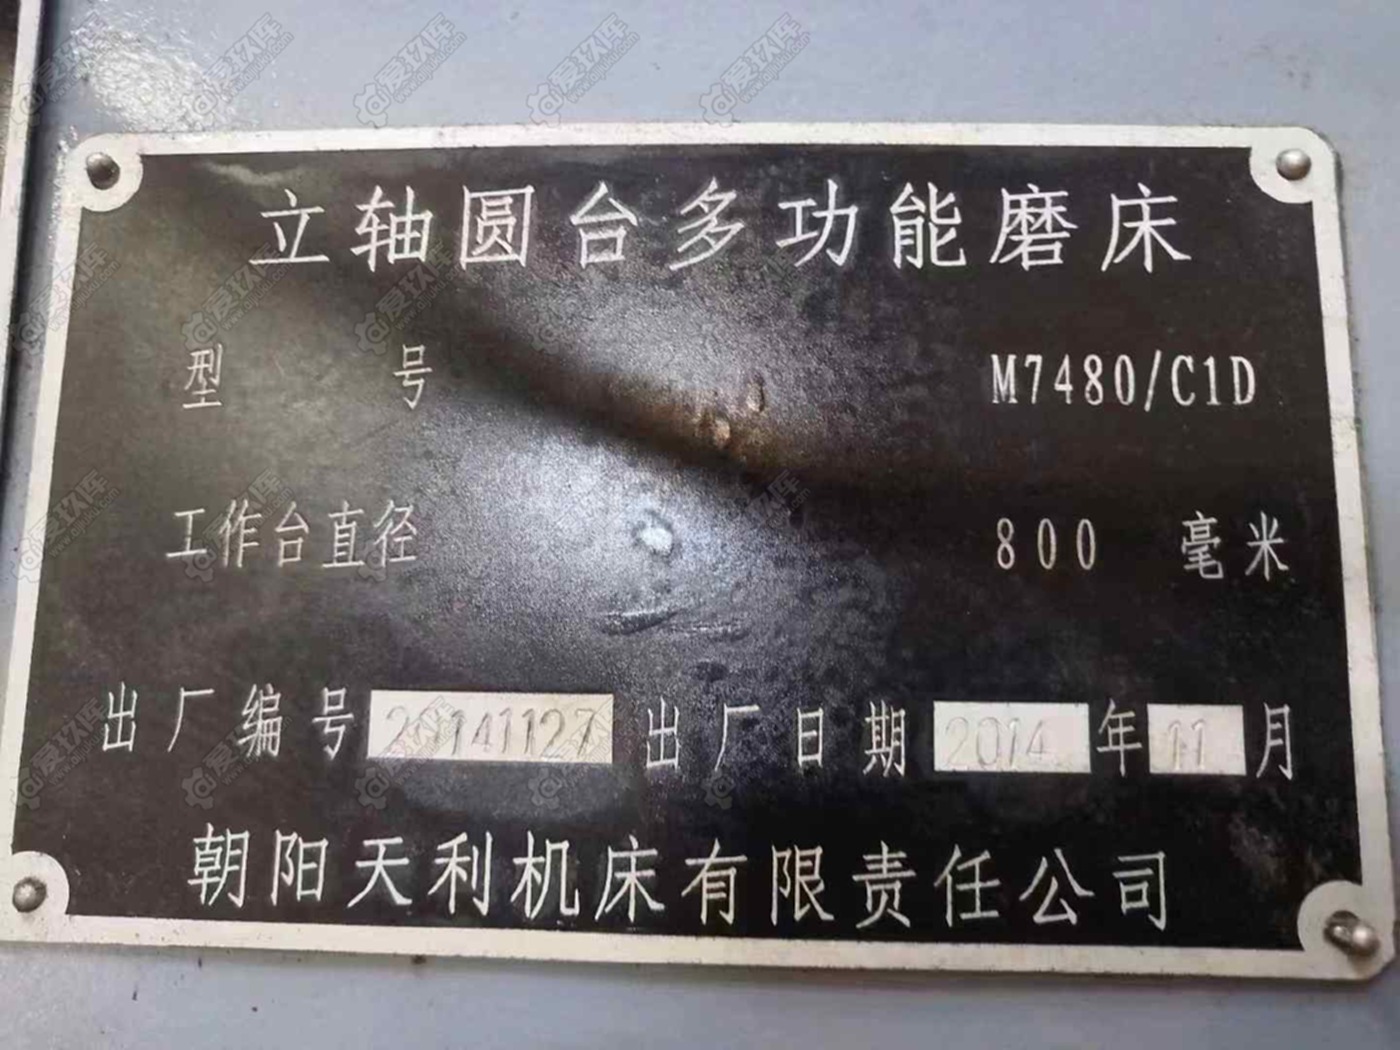 立轴圆台多功能磨床
型 号 M7480/C1D
工作台直径 800 毫米
出厂编号 20141127 出厂日期 2014 年 11 月
朝阳天利机床有限责任公司